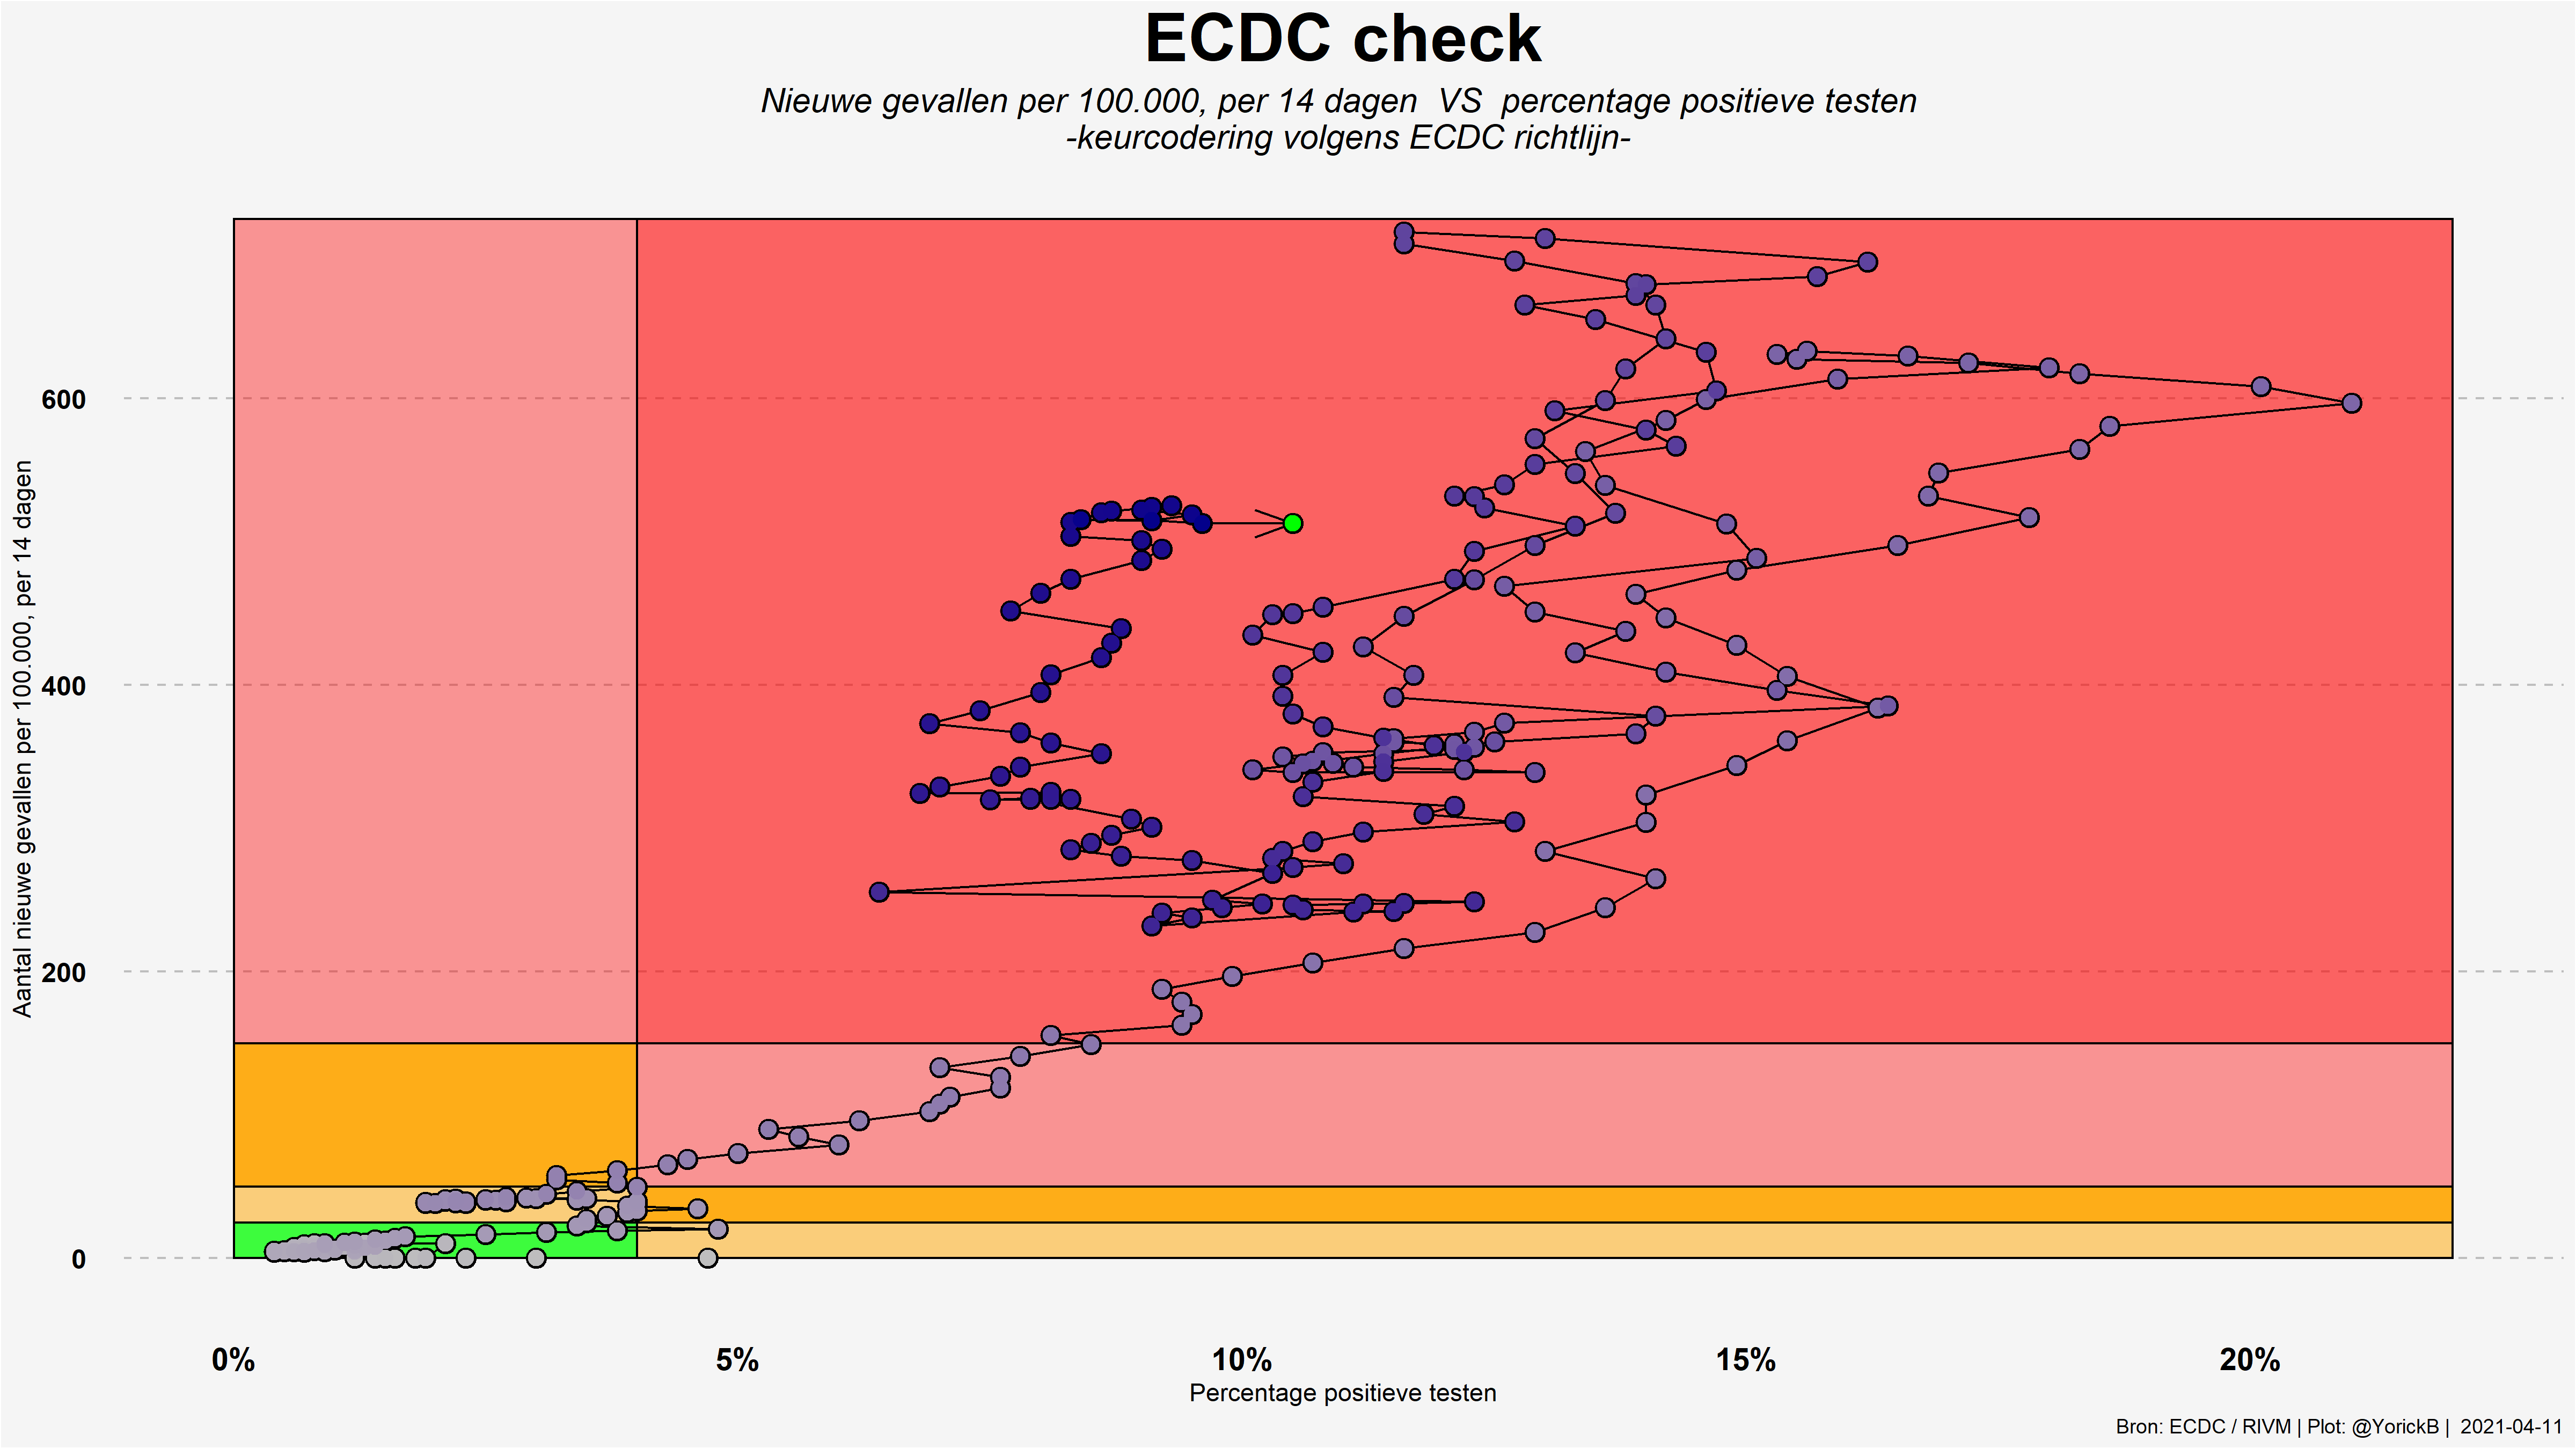 ECDC check
Nieuwe gevallen per 100.000, per 14 dagen  VS  percentage positieve testen
-keurcodering volgens ECDC richtlijn-
Aantal nieuwe gevallen per 100.000, per 14 dagen
600
400
200
0
0% 5% 10% 15% 20%
Percentage positieve testen
Bron: ECDC / RIVM | Plot: @YorickB |  2021-04-11